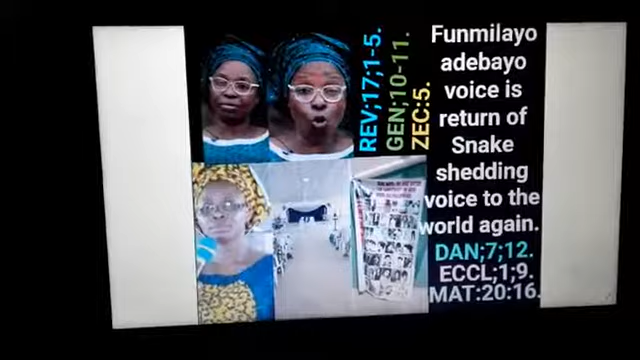 REV;17;1-5.
GEN;10-11.
ZEC:5.
Funmilayo
adebayo
voice is
return of
Snake
shedding
voice to the
world again.
DAN;7;12.
ECCL;1;9.
MAT:20:16.